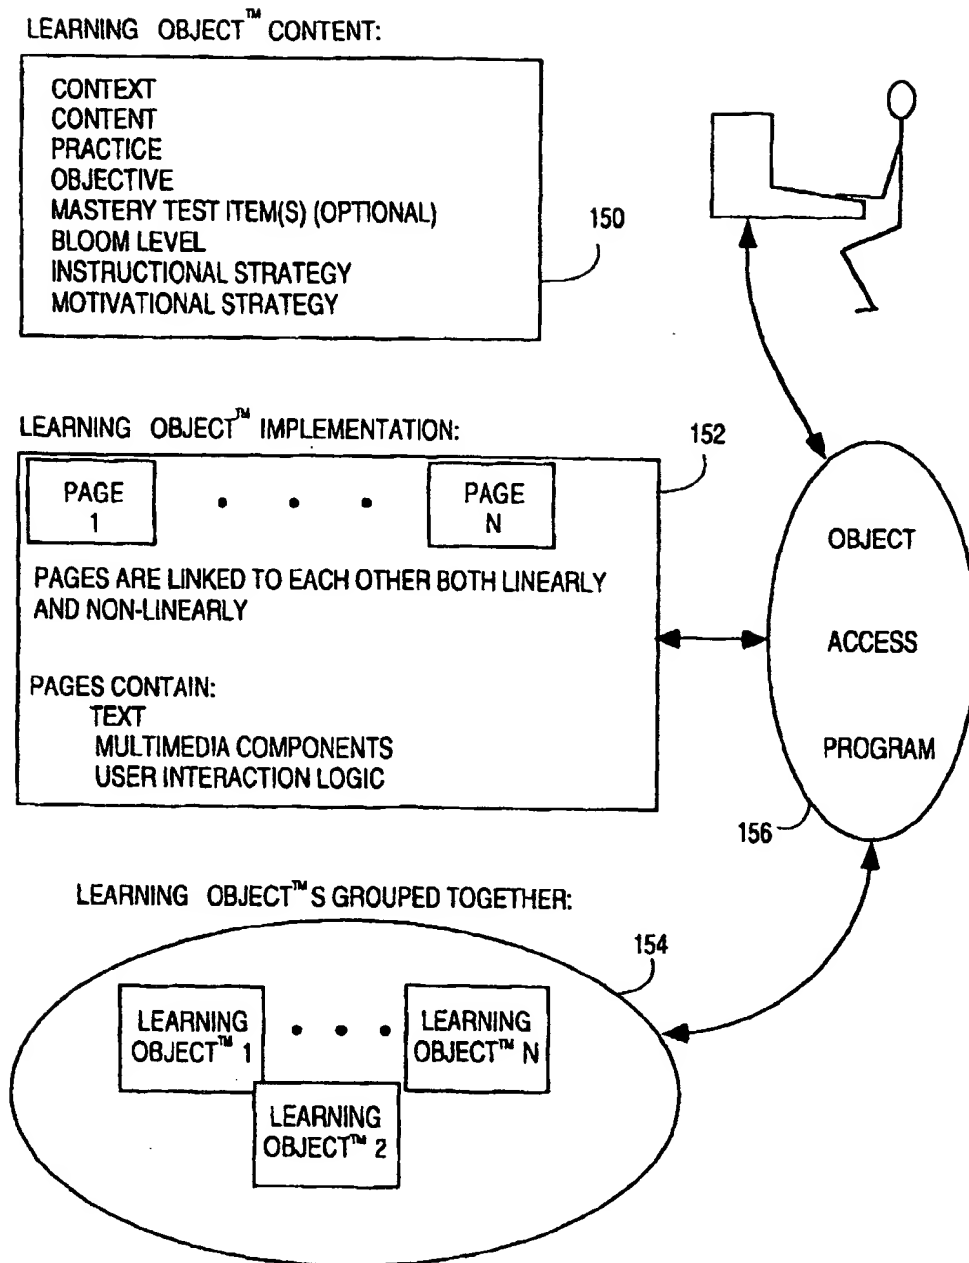 LEARNING OBJECT™ CONTENT:
CONTEXT
CONTENT
PRACTICE
OBJECTIVE
MASTERY TEST ITEM(S) (OPTIONAL)
BLOOM LEVEL
INSTRUCTIONAL STRATEGY
MOTIVATIONAL STRATEGY
150
LEARNING OBJECT™ IMPLEMENTATION:
152
PAGE
1
• • •
PAGE
N
PAGES ARE LINKED TO EACH OTHER BOTH LINEARLY
AND NON-LINEARLY
PAGES CONTAIN:
TEXT
MULTIMEDIA COMPONENTS
USER INTERACTION LOGIC
OBJECT
ACCESS
PROGRAM
156
LEARNING OBJECT™S GROUPED TOGETHER:
154
LEARNING
OBJECT™ 1
• • •
LEARNING
OBJECT™ N
LEARNING
OBJECT™ 2